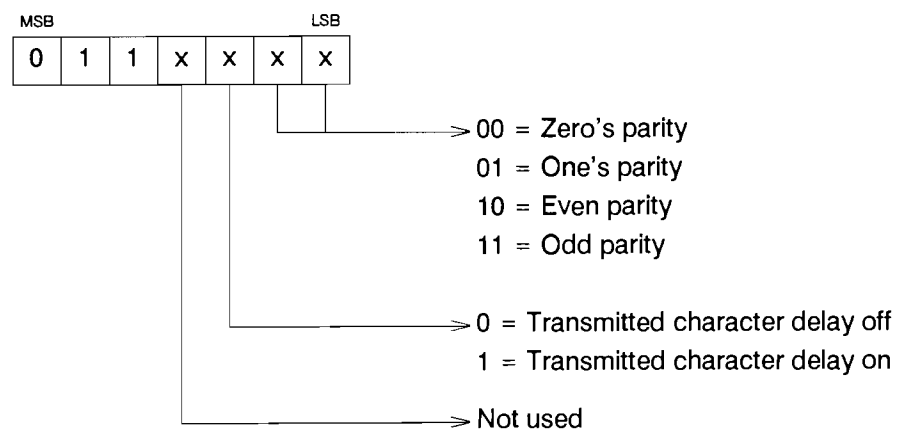 MSB LSB
0 1 1 x x x x
00 = Zero's parity
01 = One's parity
10 = Even parity
11 = Odd parity
0 = Transmitted character delay off
1 = Transmitted character delay on
Not used